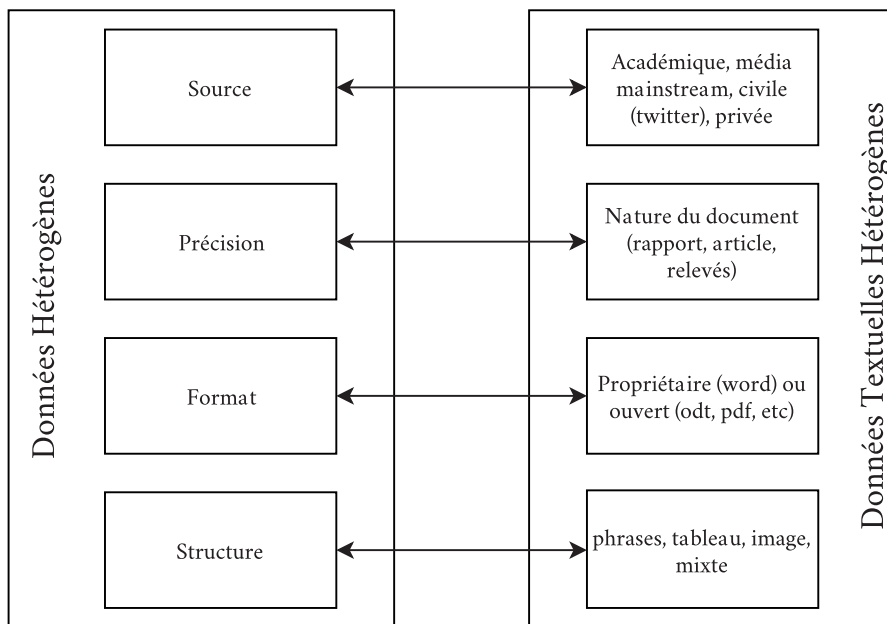 Données Hétérogènes
Source
Précision
Format
Structure
Académique, média
mainstream, civile
(twitter), privée
Nature du document
(rapport, article,
relevés)
Propriétaire (word) ou
ouvert (odt, pdf, etc)
phrases, tableau, image,
mixte
Données Textuelles Hétérogènes